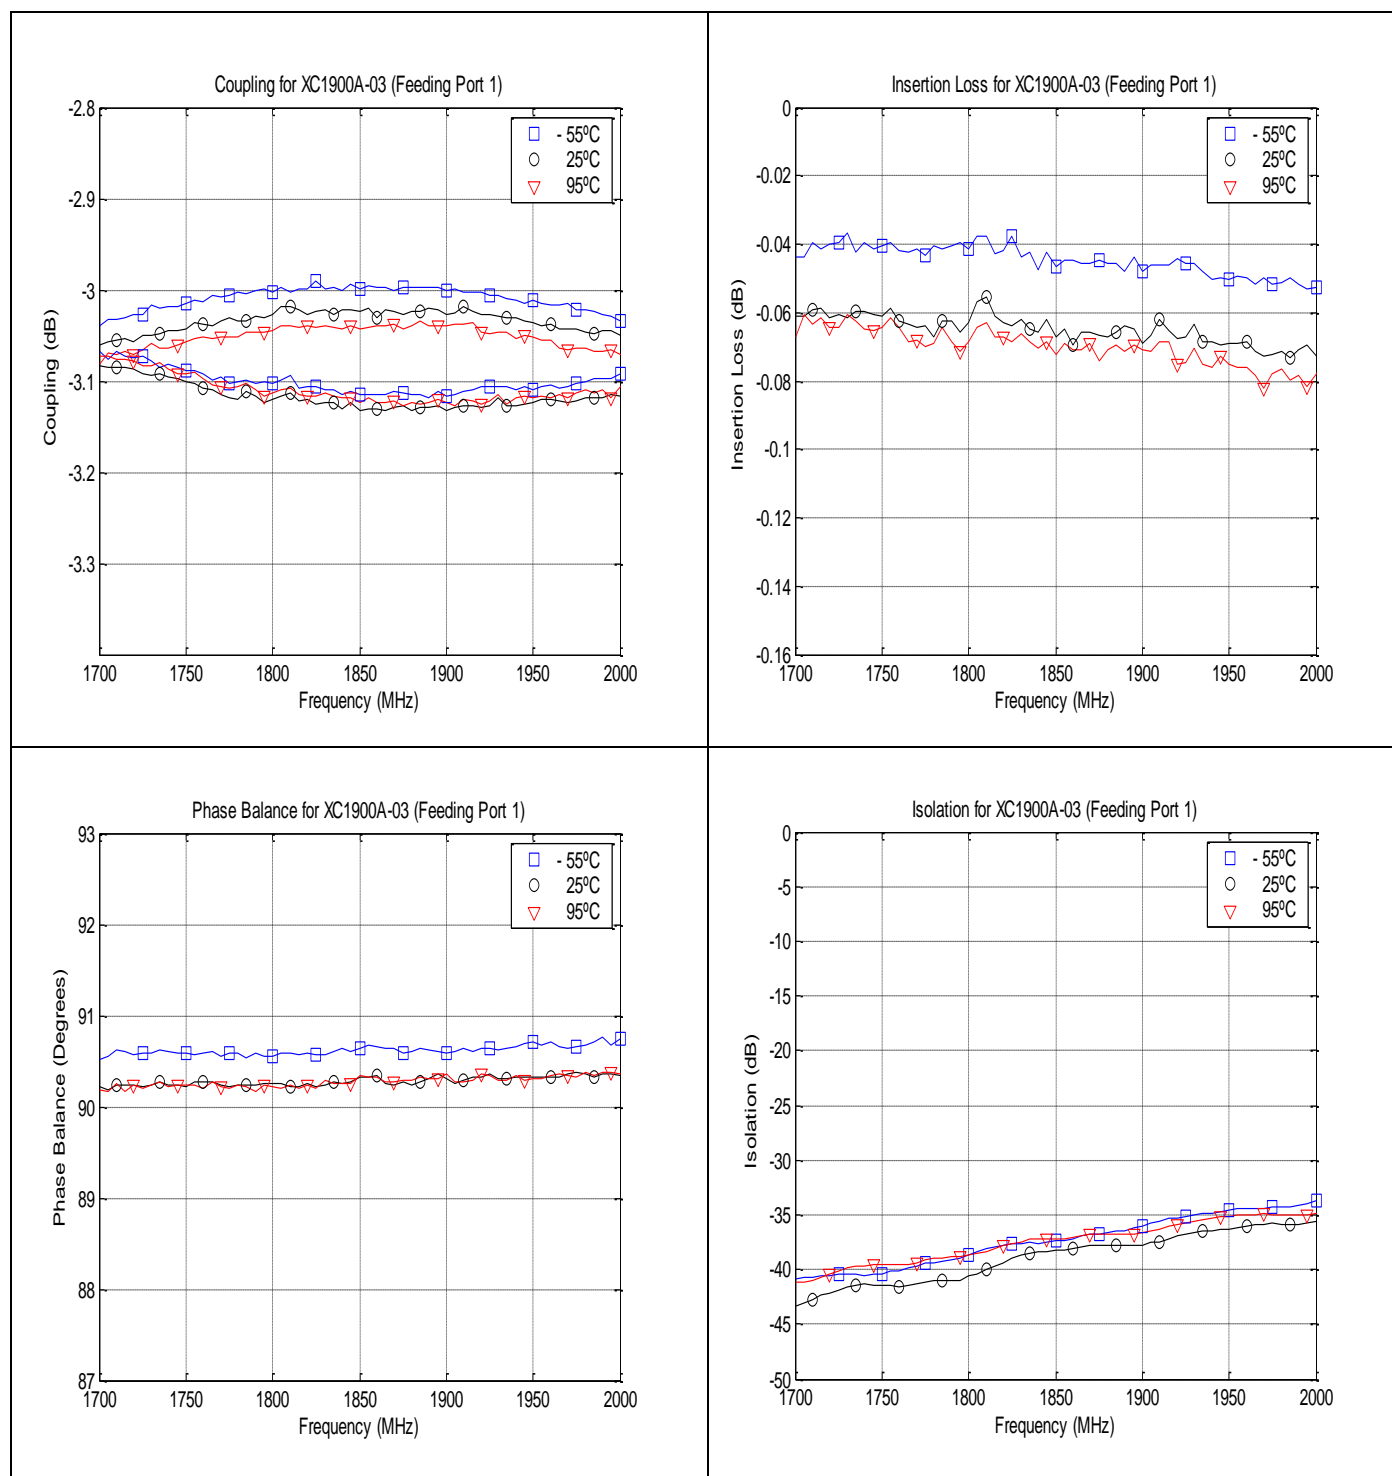 Coupling for XC1900A-03 (Feeding Port 1)
-2.8
-2.9
-3
-3.1
-3.2
-3.3
Coupling (dB)
- 55ºC
25ºC
95ºC
1700 1750 1800 1850 1900 1950 2000
Frequency (MHz)
Insertion Loss for XC1900A-03 (Feeding Port 1)
0
-0.02
-0.04
-0.06
-0.08
-0.1
-0.12
-0.14
-0.16
Insertion Loss (dB)
- 55ºC
25ºC
95ºC
1700 1750 1800 1850 1900 1950 2000
Frequency (MHz)
Phase Balance for XC1900A-03 (Feeding Port 1)
93
92
91
90
89
88
87
Phase Balance (Degrees)
- 55ºC
25ºC
95ºC
1700 1750 1800 1850 1900 1950 2000
Frequency (MHz)
Isolation for XC1900A-03 (Feeding Port 1)
0
-5
-10
-15
-20
-25
-30
-35
-40
-45
-50
Isolation (dB)
- 55ºC
25ºC
95ºC
1700 1750 1800 1850 1900 1950 2000
Frequency (MHz)